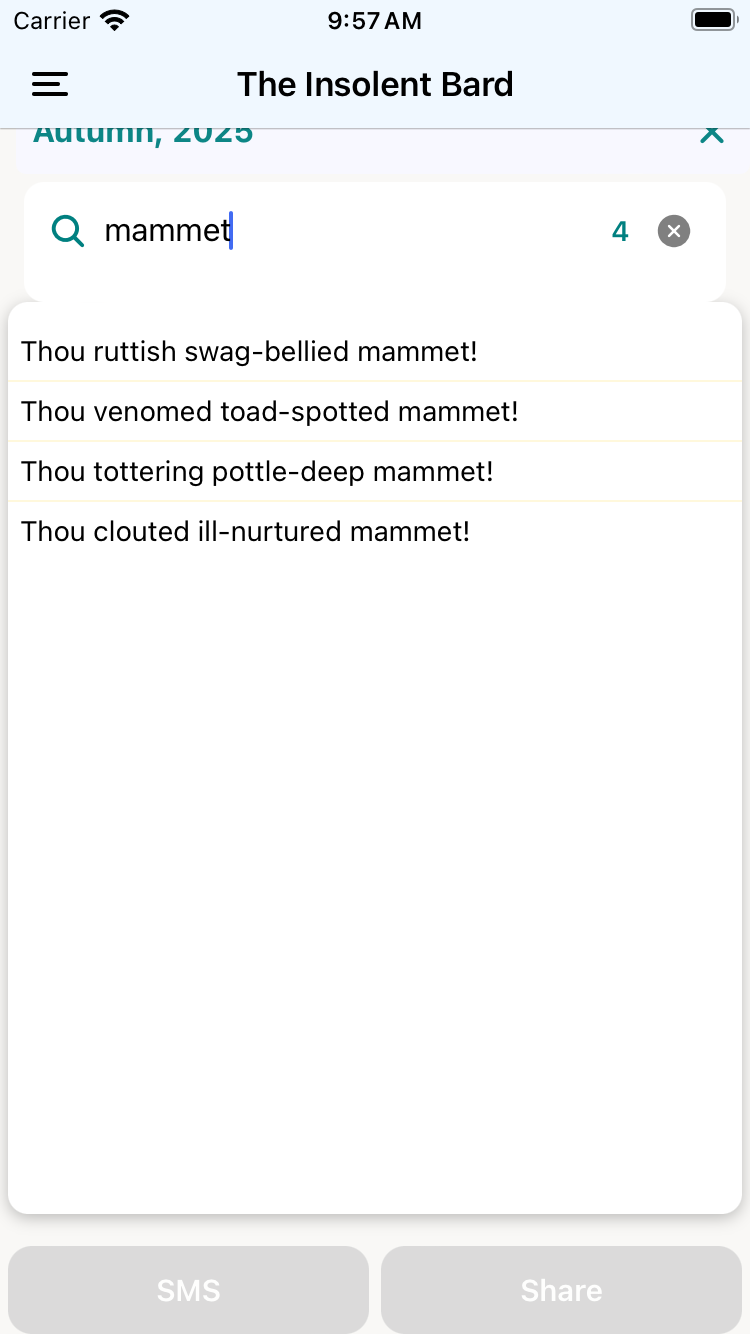 Carrier 9:57 AM
The Insolent Bard
Autumn, 2025
mammet 4
Thou ruttish swag-bellied mammet!
Thou venomed toad-spotted mammet!
Thou tottering pottle-deep mammet!
Thou clouted ill-nurtured mammet!
SMS Share